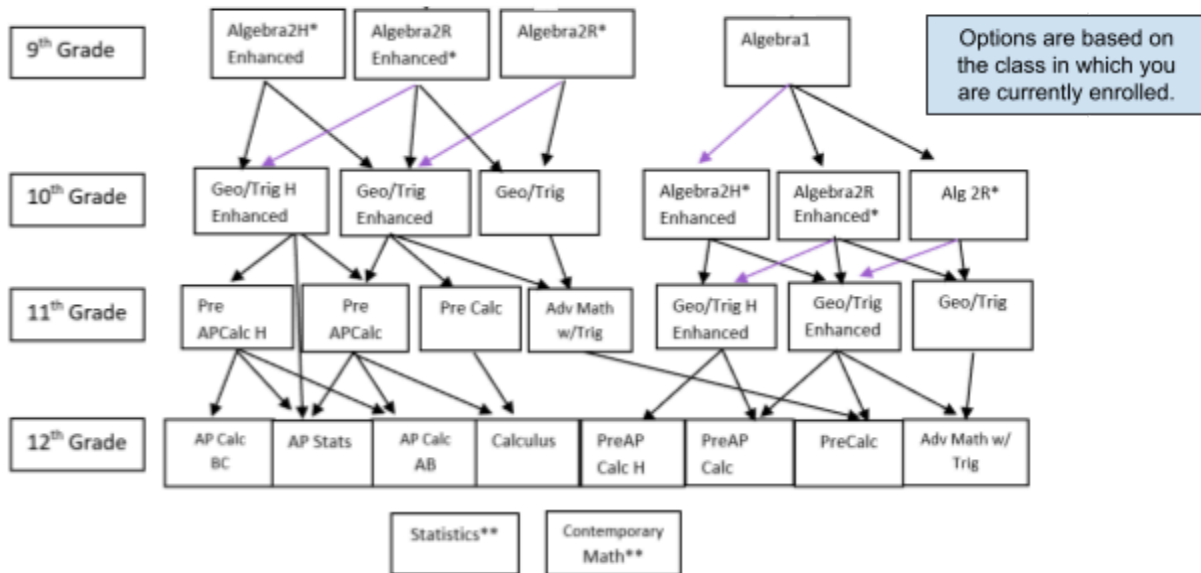 9th Grade
Algebra2H*
Enhanced
Algebra2R
Enhanced*
Algebra2R*
Algebra1
Options are based on
the class in which you
are currently enrolled.
10th Grade
Geo/Trig H
Enhanced
Geo/Trig
Enhanced
Geo/Trig
Algebra2H*
Enhanced
Algebra2R
Enhanced*
Alg 2R*
11th Grade
Pre
APCalc H
Pre
APCalc
Pre Calc
Adv Math
w/Trig
Geo/Trig H
Enhanced
Geo/Trig
Enhanced
Geo/Trig
12th Grade
AP Calc
BC
AP Stats
AP Calc
AB
Calculus
PreAP
Calc H
PreAP
Calc
PreCalc
Adv Math w/
Trig
Statistics**
Contemporary
Math**